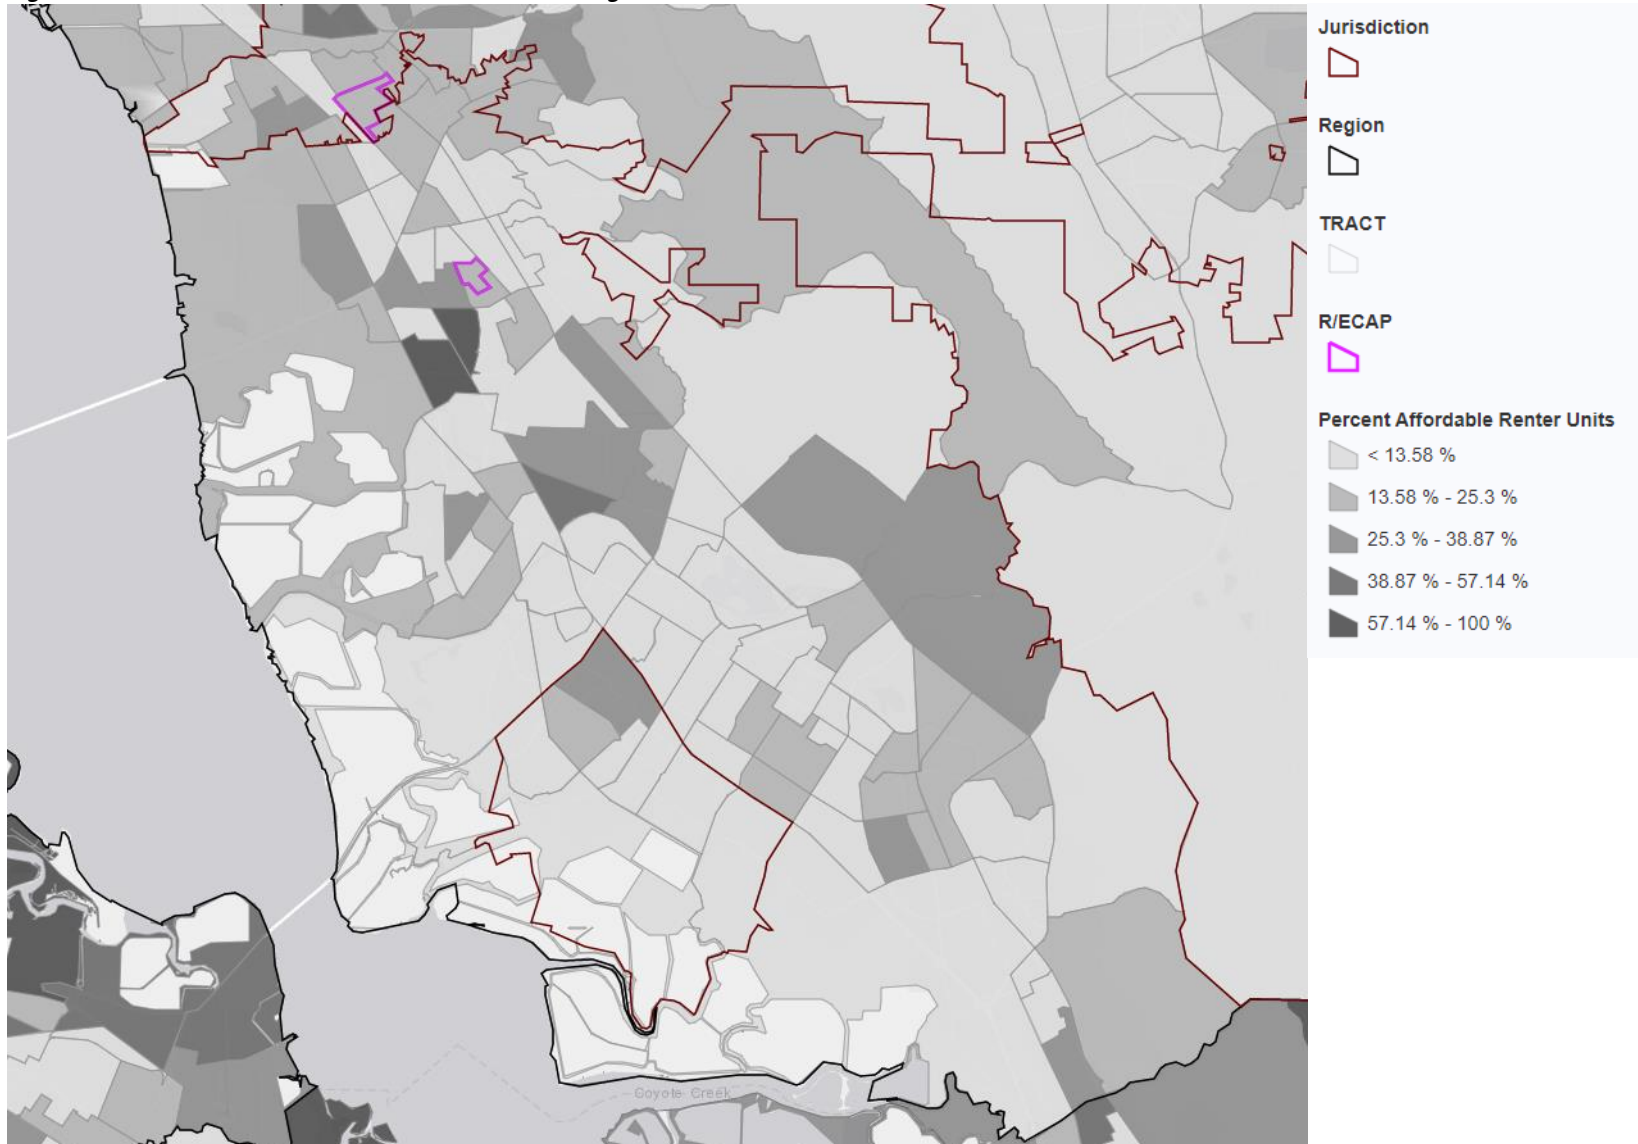 Jurisdiction
Region
TRACT
R/ECAP
Percent Affordable Renter Units
< 13.58 %
13.58 % - 25.3 %
25.3 % - 38.87 %
38.87 % - 57.14 %
57.14 % - 100 %
Coyote Creek